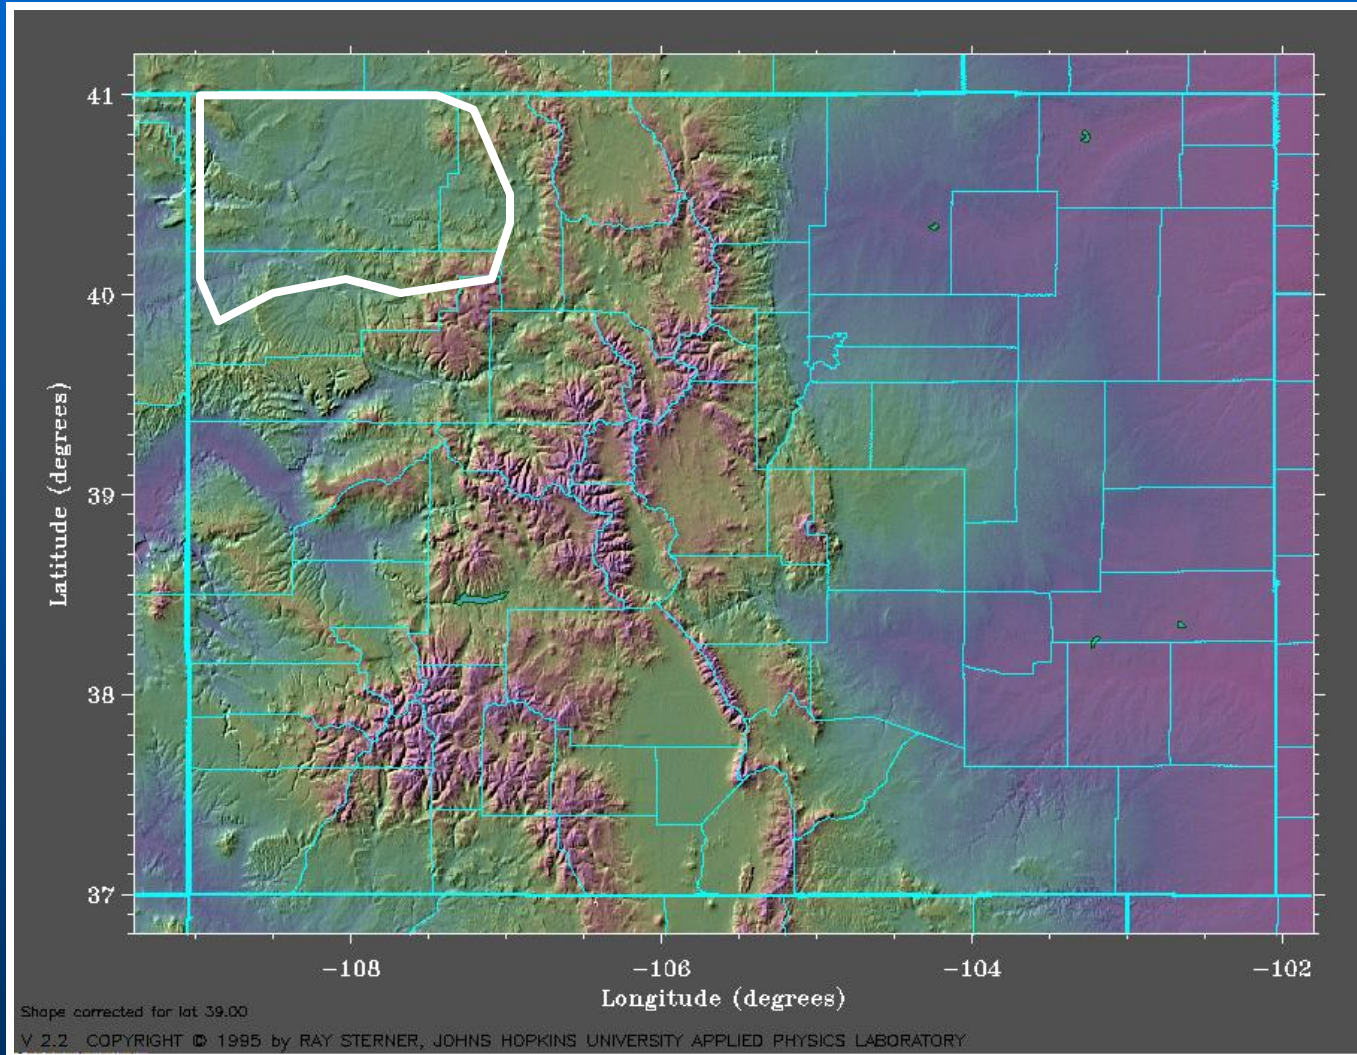 41
40
39
38
37
Latitude (degrees)
-108
-106
-104
-102
Longitude (degrees)
Shape corrected for lat 39.00
V 2.2 COPYRIGHT © 1995 by RAY STERNER, JOHNS HOPKINS UNIVERSITY APPLIED PHYSICS LABORATORY